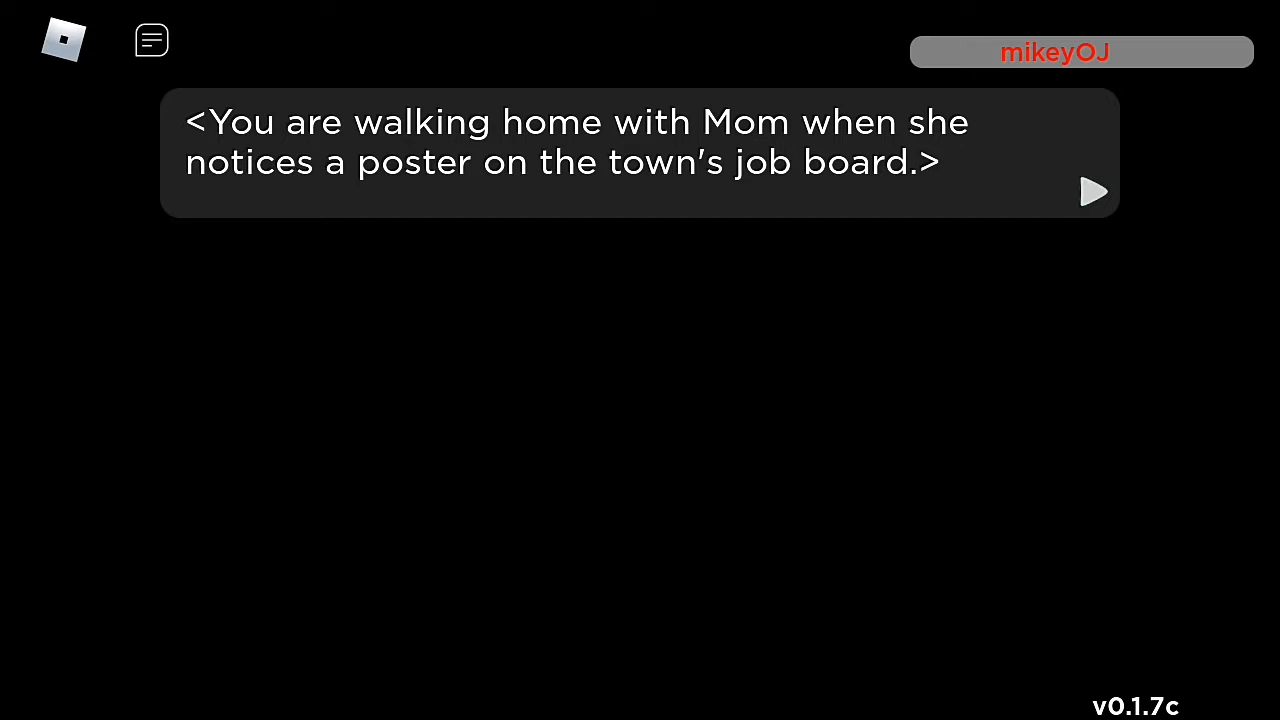 mikeyOJ
<You are walking home with Mom when she
notices a poster on the town's job board.>
v0.1.7c